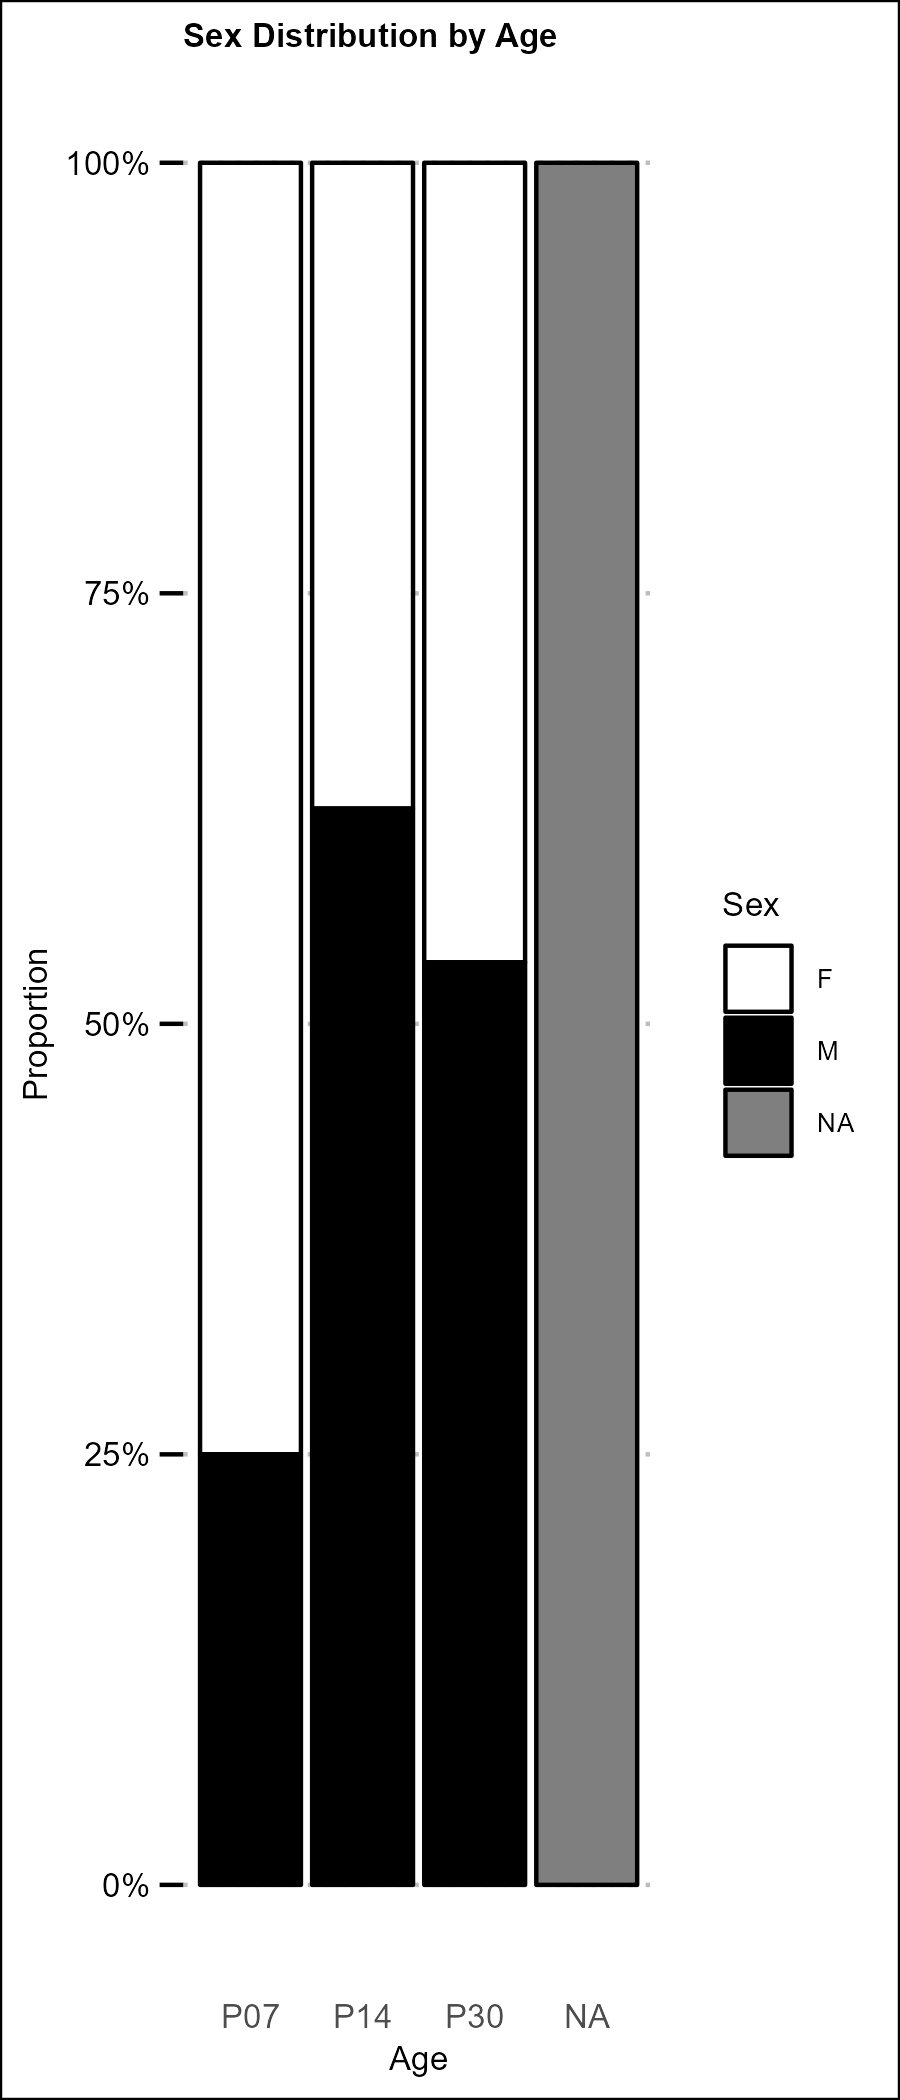 Sex Distribution by Age
100%
75%
50%
25%
0%
Proportion
P07 P14 P30 NA
Age
Sex
F
M
NA